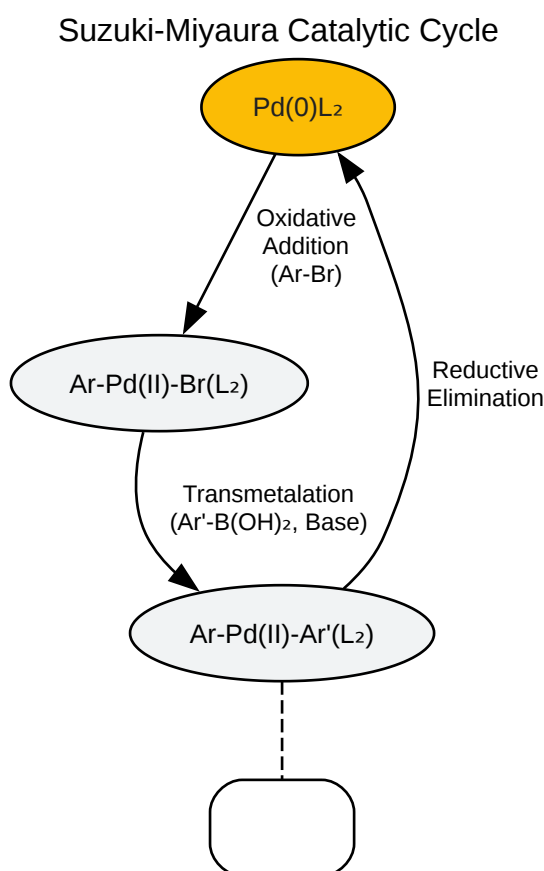 Suzuki-Miyaura Catalytic Cycle
Pd(0)L₂
Oxidative
Addition
(Ar-Br)
Ar-Pd(II)-Br(L₂)
Reductive
Elimination
Transmetalation
(Ar'-B(OH)₂, Base)
Ar-Pd(II)-Ar'(L₂)